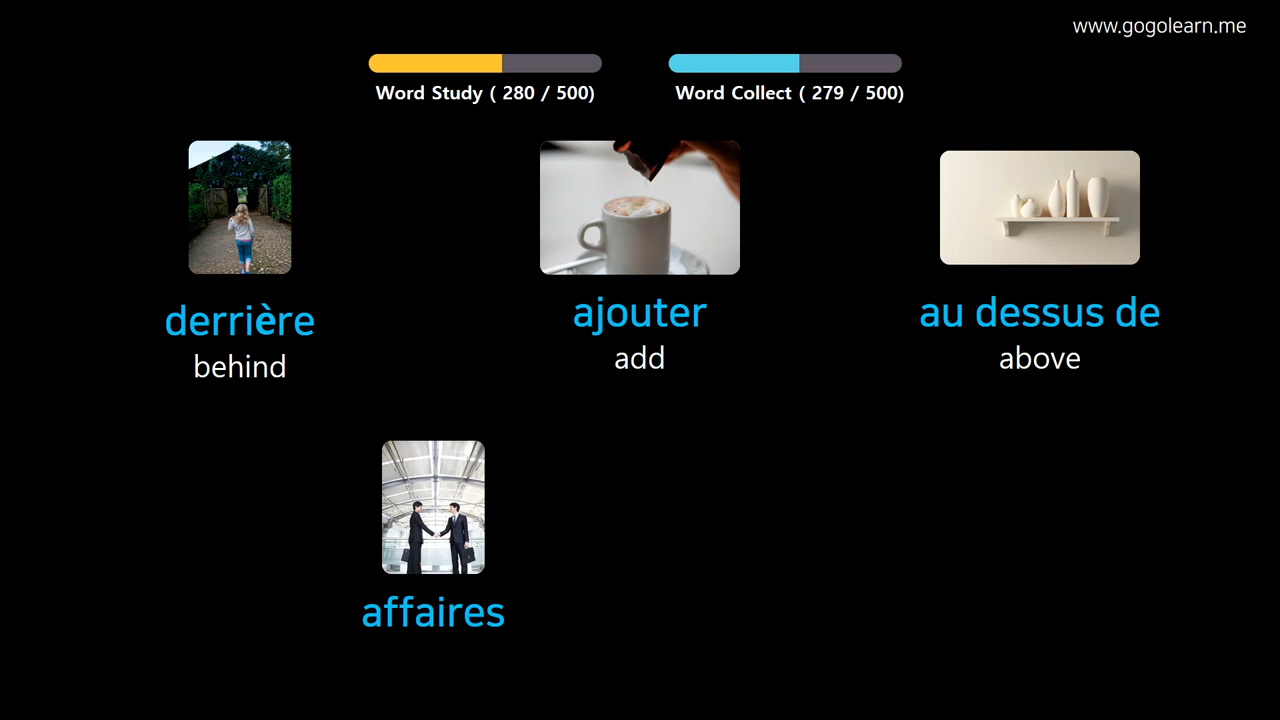 www.gogolearn.me
Word Study ( 280 / 500)
Word Collect ( 279 / 500)
derrière
behind
ajouter
add
au dessus de
above
affaires